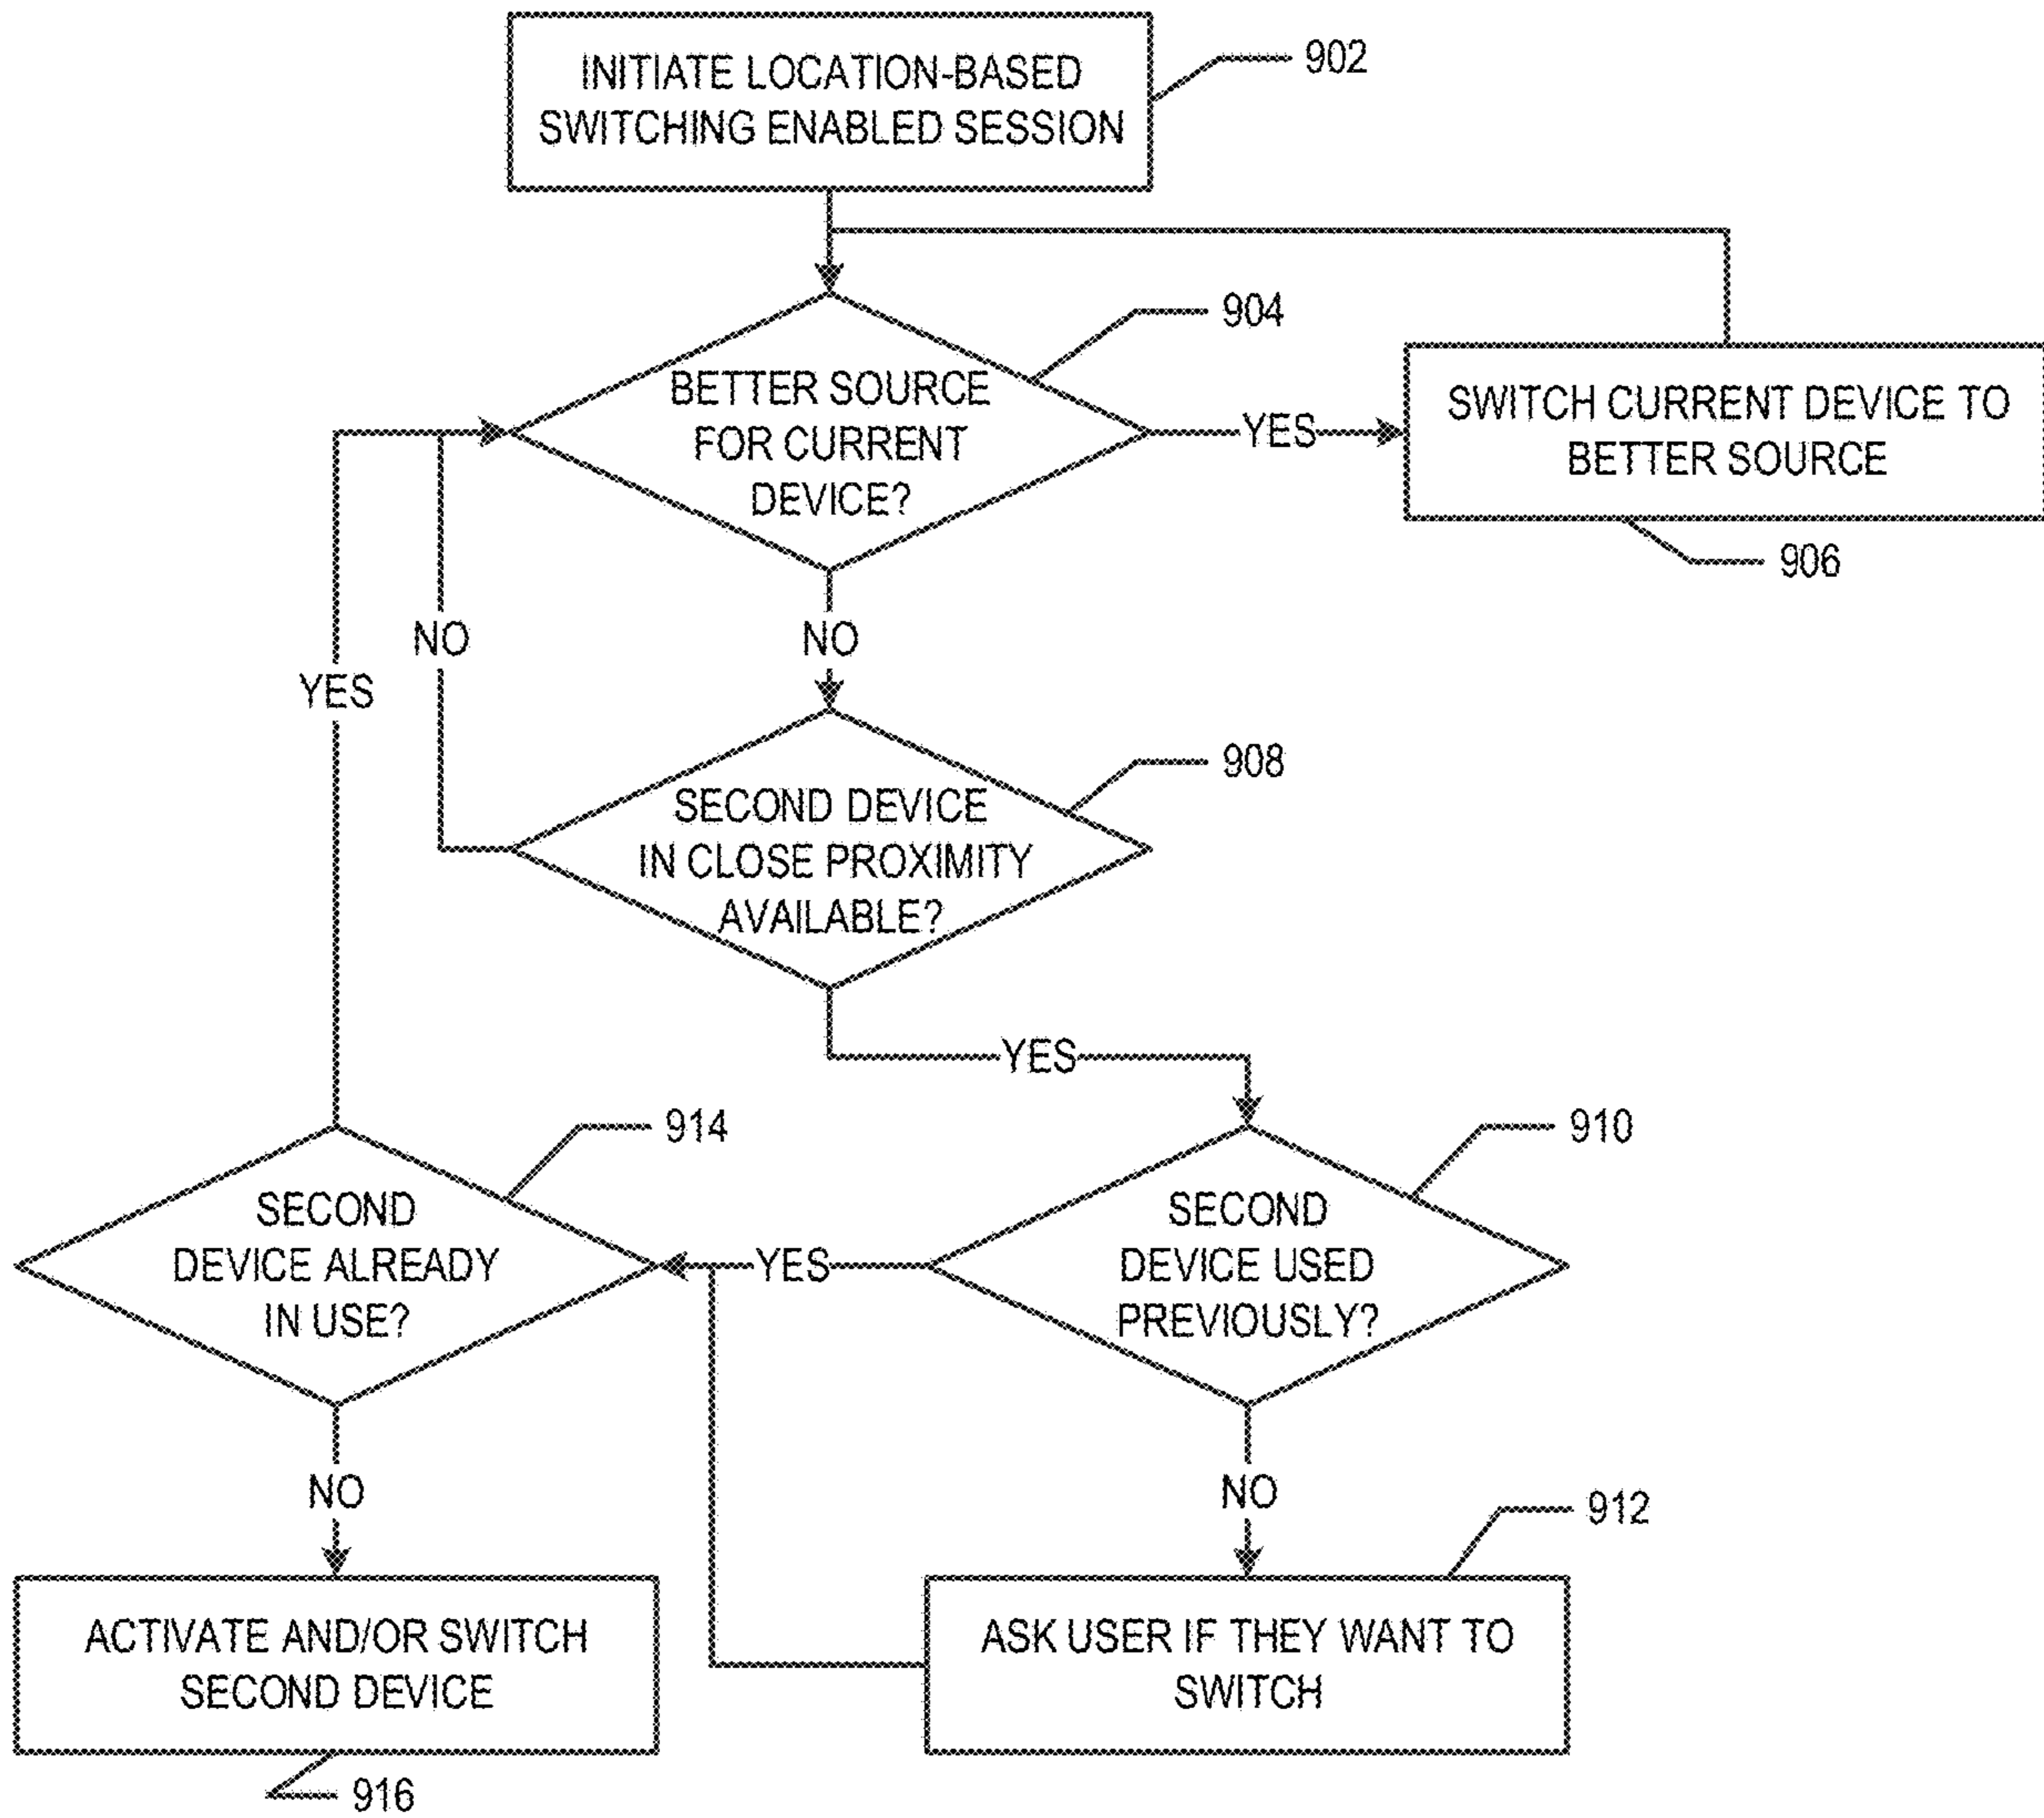 INITIATE LOCATION-BASED
SWITCHING ENABLED SESSION
902
904
BETTER SOURCE
FOR CURRENT
DEVICE?
YES
SWITCH CURRENT DEVICE TO
BETTER SOURCE
906
NO
NO
YES
908
SECOND DEVICE
IN CLOSE PROXIMITY
AVAILABLE?
YES
914
910
SECOND
DEVICE ALREADY
IN USE?
YES
SECOND
DEVICE USED
PREVIOUSLY?
NO
NO
912
ACTIVATE AND/OR SWITCH
SECOND DEVICE
ASK USER IF THEY WANT TO
SWITCH
916